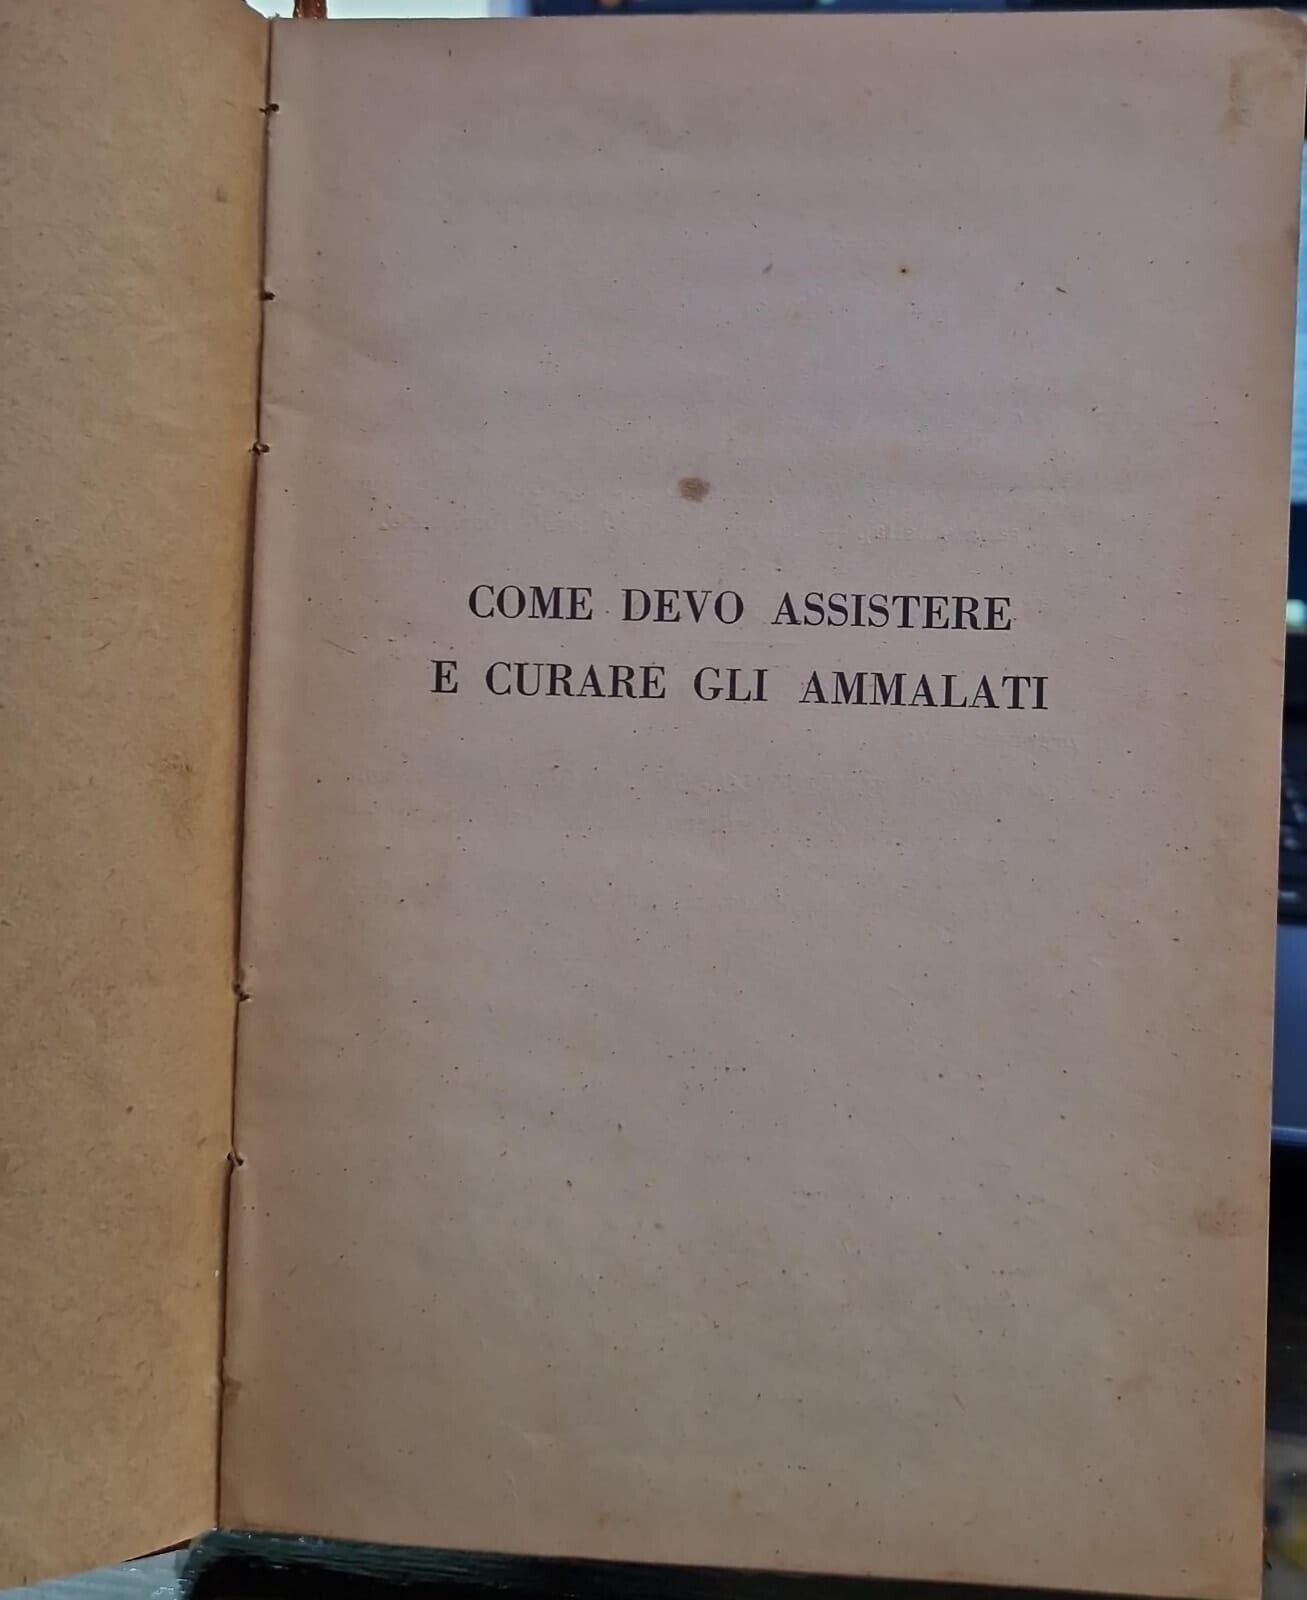 COME DEVO ASSISTERE
E CURARE GLI AMMALATI